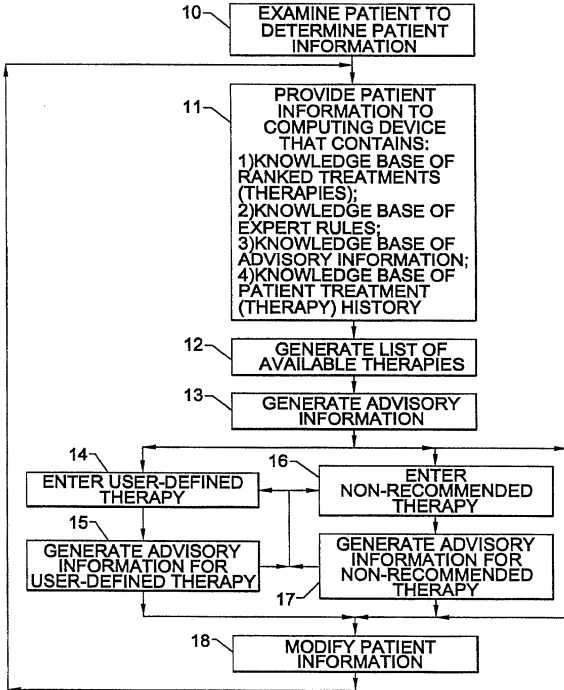 10
EXAMINE PATIENT TO
DETERMINE PATIENT
INFORMATION
11
PROVIDE PATIENT
INFORMATION TO
COMPUTING DEVICE
THAT CONTAINS:
1)KNOWLEDGE BASE OF
RANKED TREATMENTS
(THERAPIES);
2)KNOWLEDGE BASE OF
EXPERT RULES;
3)KNOWLEDGE BASE OF
ADVISORY INFORMATION;
4)KNOWLEDGE BASE OF
PATIENT TREATMENT
(THERAPY) HISTORY
12
GENERATE LIST OF
AVAILABLE THERAPIES
13
GENERATE ADVISORY
INFORMATION
14
ENTER USER-DEFINED
THERAPY
16
ENTER
NON-RECOMMENDED
THERAPY
15
GENERATE ADVISORY
INFORMATION FOR
USER-DEFINED THERAPY
GENERATE ADVISORY
INFORMATION FOR
NON-RECOMMENDED
THERAPY
17
18
MODIFY PATIENT
INFORMATION